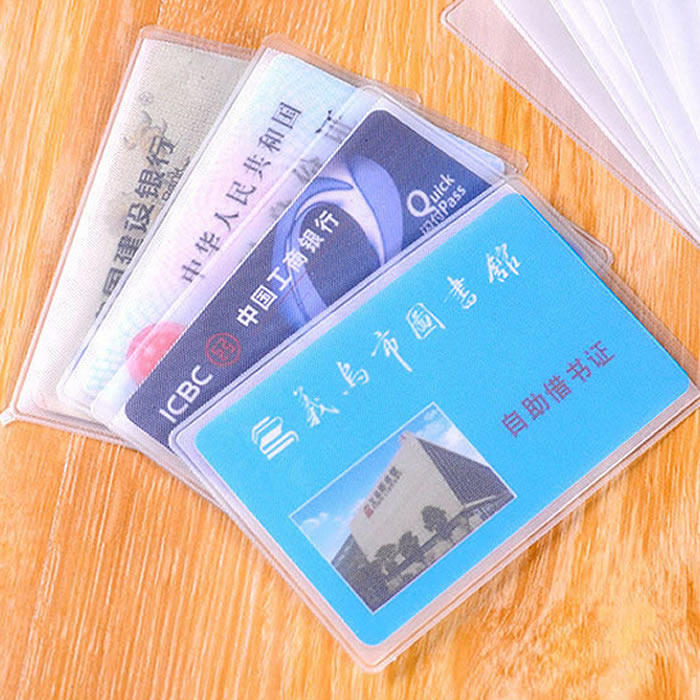 中国建设银行
中华人民共和国
Quick
Pass
中国工商银行
ICBC
義烏市圖書館
自助借书证